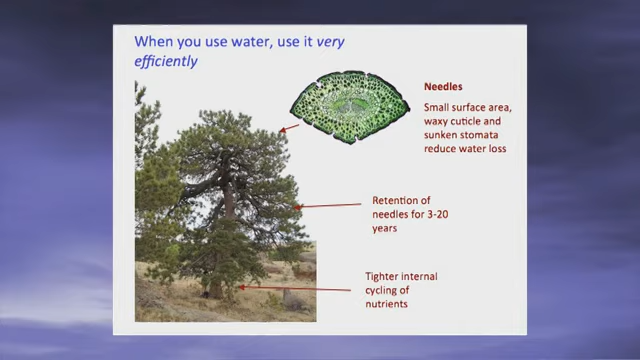 When you use water, use it very
efficiently
Needles
Small surface area,
waxy cuticle and
sunken stomata
reduce water loss
Retention of
needles for 3-20
years
Tighter internal
cycling of
nutrients